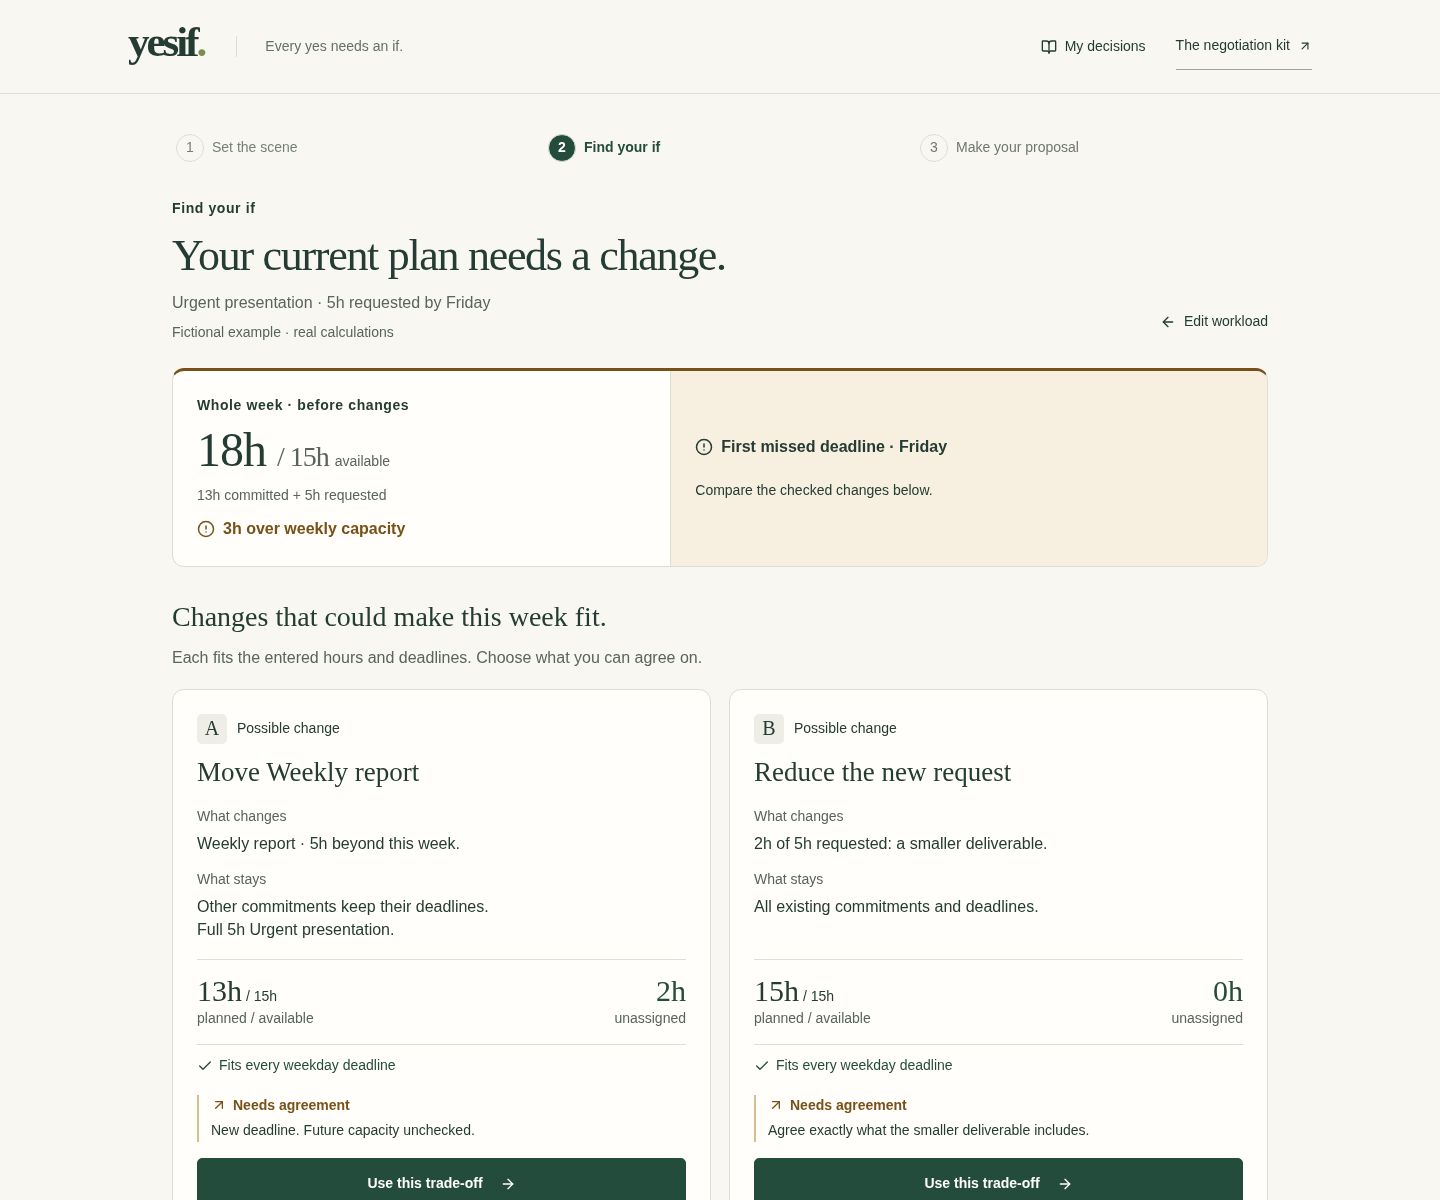 yesif.
Every yes needs an if.
My decisions
The negotiation kit
1 Set the scene
2 Find your if
3 Make your proposal
Find your if
Your current plan needs a change.
Urgent presentation · 5h requested by Friday
Fictional example · real calculations
Edit workload
Whole week · before changes
18h / 15h available
13h committed + 5h requested
3h over weekly capacity
First missed deadline · Friday
Compare the checked changes below.
Changes that could make this week fit.
Each fits the entered hours and deadlines. Choose what you can agree on.
A Possible change
Move Weekly report
What changes
Weekly report · 5h beyond this week.
What stays
Other commitments keep their deadlines.
Full 5h Urgent presentation.
13h / 15h
planned / available
2h
unassigned
Fits every weekday deadline
Needs agreement
New deadline. Future capacity unchecked.
Use this trade-off
B Possible change
Reduce the new request
What changes
2h of 5h requested: a smaller deliverable.
What stays
All existing commitments and deadlines.
15h / 15h
planned / available
0h
unassigned
Fits every weekday deadline
Needs agreement
Agree exactly what the smaller deliverable includes.
Use this trade-off